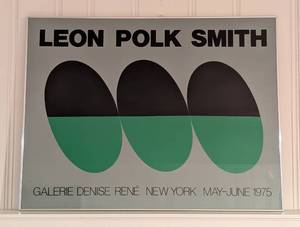 LEON POLK SMITH
GALERIE DENISE RENÉ NEW YORK MAY-JUNE 1975